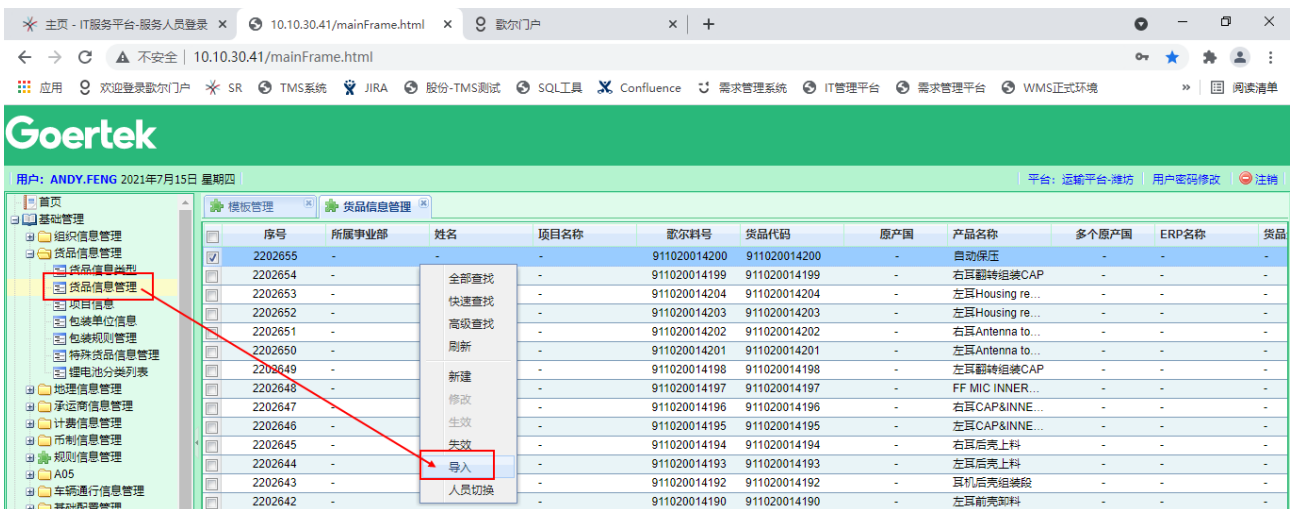 主页 - IT服务平台-服务人员登录 × 10.10.30.41/mainFrame.html × 歌尔门户 × +
不安全 | 10.10.30.41/mainFrame.html
应用 欢迎登录歌尔门户 SR TMS系统 JIRA 股份-TMS测试 SQL工具 Confluence 需求管理系统 IT管理平台 需求管理平台 WMS正式环境 » 阅读清单
Goertek
用户: ANDY.FENG 2021年7月15日 星期四 平台: 运输平台-潍坊 用户密码修改 注销
首页
基础管理
组织信息管理
货品信息管理
货品信息类型
货品信息管理
项目信息
包装单位信息
包装规则管理
特殊货品信息管理
锂电池分类列表
地理信息管理
承运商信息管理
计费信息管理
币制信息管理
规则信息管理
A05
车辆通行信息管理
基础配置管理
模板管理 货品信息管理
序号 所属事业部 姓名 项目名称 歌尔料号 货品代码 原产国 产品名称 多个原产国 ERP名称 货品
2202655 - - - 911020014200 911020014200 - 自动保压 - - -
2202654 - - 911020014199 911020014199 - 右耳翻转组装CAP - - -
2202653 - - 911020014204 911020014204 - 左耳Housing re... - - -
2202652 - - 911020014203 911020014203 - 左耳Housing re... - - -
2202651 - - 911020014202 911020014202 - 右耳Antenna to... - - -
2202650 - - 911020014201 911020014201 - 左耳Antenna to... - - -
2202649 - - 911020014198 911020014198 - 左耳翻转组装CAP - - -
2202648 - - 911020014197 911020014197 - FF MIC INNER... - - -
2202647 - - 911020014196 911020014196 - 右耳CAP&INNE... - - -
2202646 - - 911020014195 911020014195 - 左耳CAP&INNE... - - -
2202645 - - 911020014194 911020014194 - 右耳后壳上料 - - -
2202644 - - 911020014193 911020014193 - 左耳后壳上料 - - -
2202643 - - 911020014192 911020014192 - 耳机后壳组装段 - - -
2202642 - - 911020014190 911020014190 - 左耳前壳卸料 - - -
全部查找
快速查找
高级查找
刷新
新建
修改
生效
失效
导入
人员切换